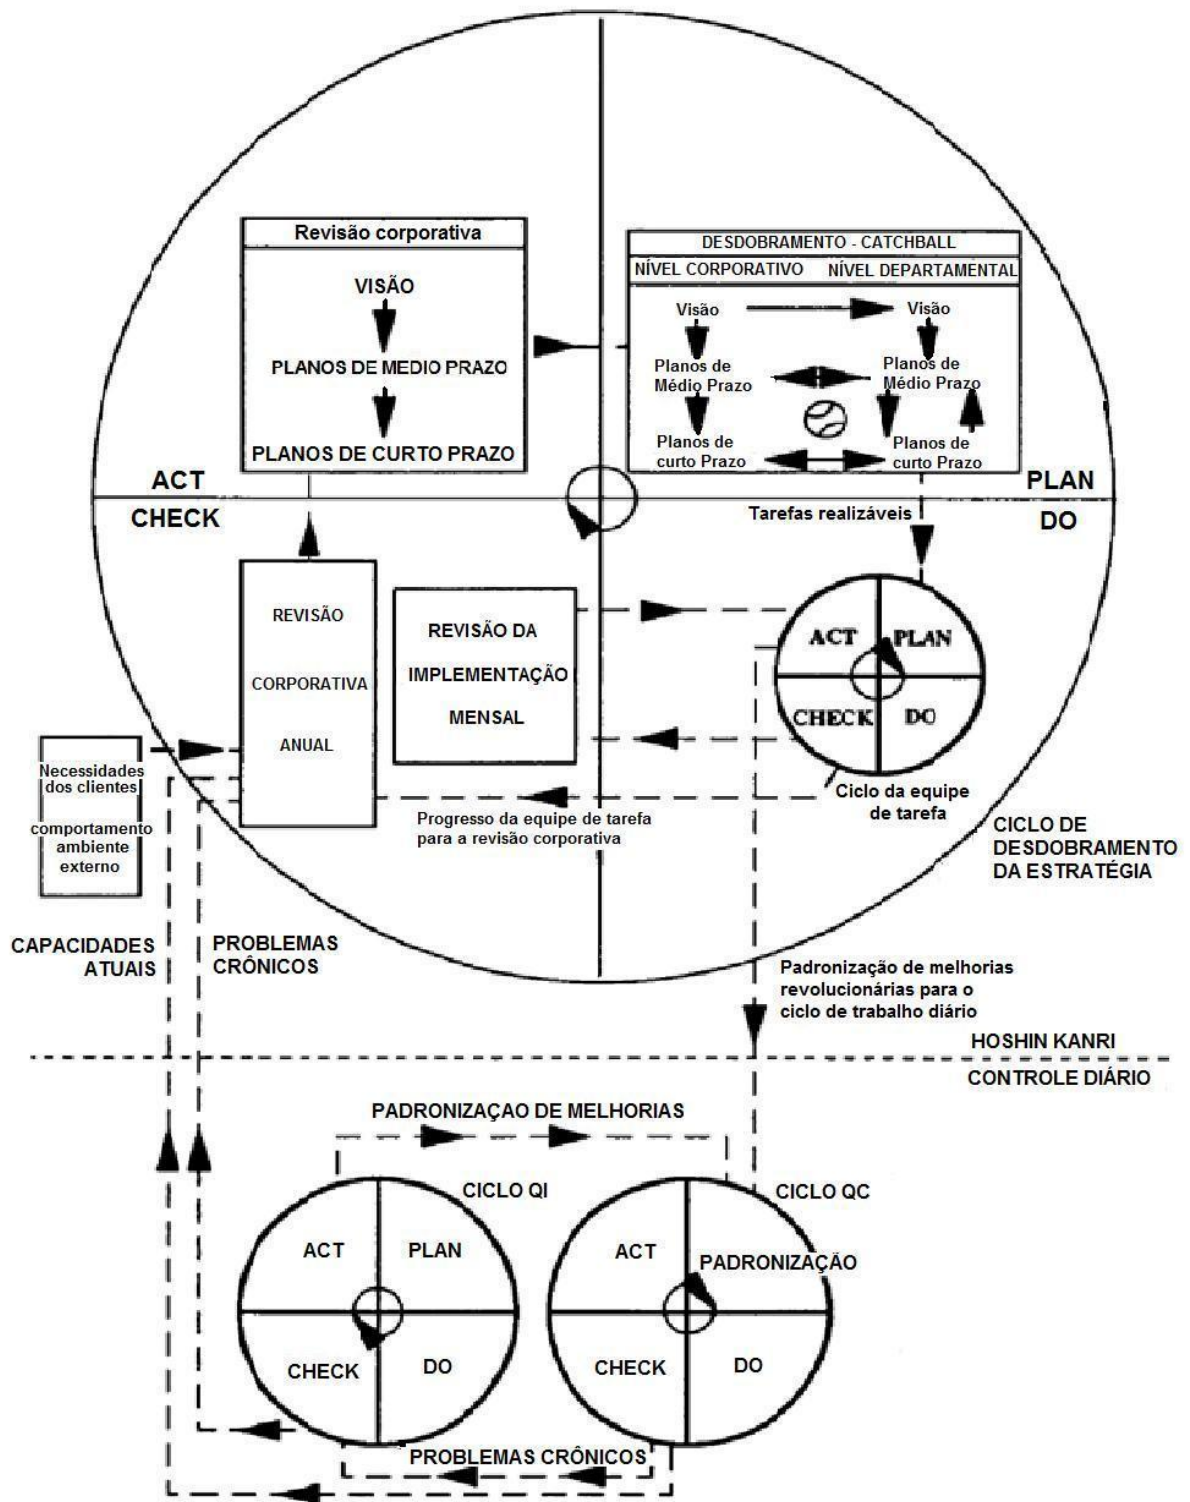 Revisão corporativa
VISÃO
PLANOS DE MEDIO PRAZO
PLANOS DE CURTO PRAZO
DESDOBRAMENTO - CATCHBALL
NÍVEL CORPORATIVO
NÍVEL DEPARTAMENTAL
Visão
Visão
Planos de
Médio Prazo
Planos de
Médio Prazo
Planos de
curto Prazo
Planos de
curto Prazo
ACT
PLAN
CHECK
DO
Tarefas realizáveis
REVISÃO
CORPORATIVA
ANUAL
REVISÃO DA
IMPLEMENTAÇÃO
MENSAL
ACT
PLAN
CHECK
DO
Necessidades
dos clientes
comportamento
ambiente
externo
Ciclo da equipe
de tarefa
Progresso da equipe de tarefa
para a revisão corporativa
CICLO DE
DESDOBRAMENTO
DA ESTRATÉGIA
CAPACIDADES
ATUAIS
PROBLEMAS
CRÔNICOS
Padronização de melhorias
revolucionárias para o
ciclo de trabalho diário
HOSHIN KANRI
CONTROLE DIÁRIO
PADRONIZAÇAO DE MELHORIAS
CICLO QI
CICLO QC
ACT
PLAN
CHECK
DO
ACT
PADRONIZAÇÃO
CHECK
DO
PROBLEMAS CRÔNICOS